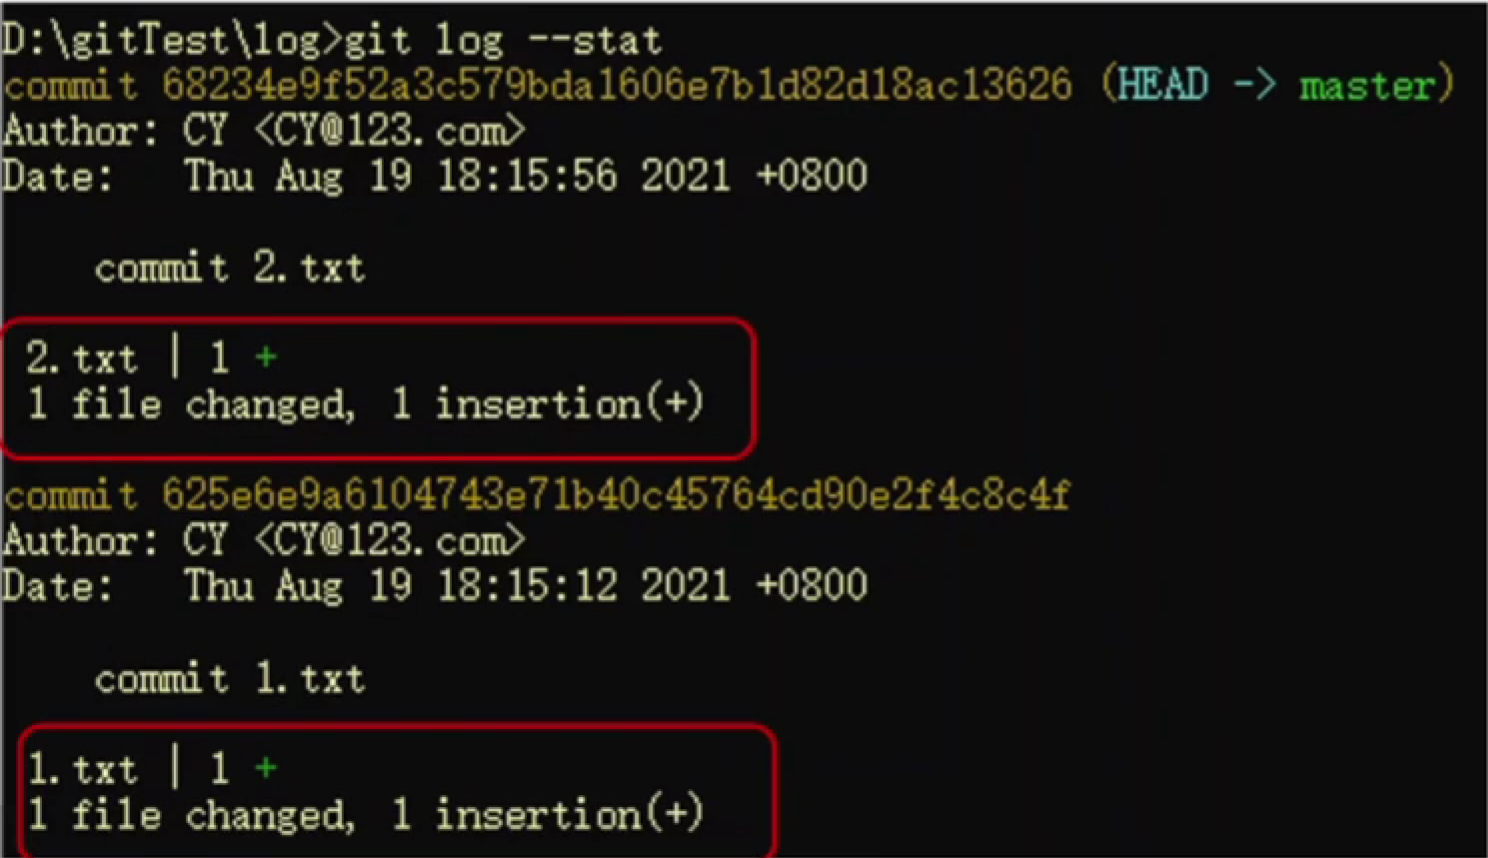 D:\gitTest\log>git log --stat
commit 68234e9f52a3c579bda1606e7b1d82d18ac13626 (HEAD -> master)
Author: CY <CY@123.com>
Date:   Thu Aug 19 18:15:56 2021 +0800
commit 2.txt
2.txt | 1 +
1 file changed, 1 insertion(+)
commit 625e6e9a6104743e71b40c45764cd90e2f4c8c4f
Author: CY <CY@123.com>
Date:   Thu Aug 19 18:15:12 2021 +0800
commit 1.txt
1.txt | 1 +
1 file changed, 1 insertion(+)